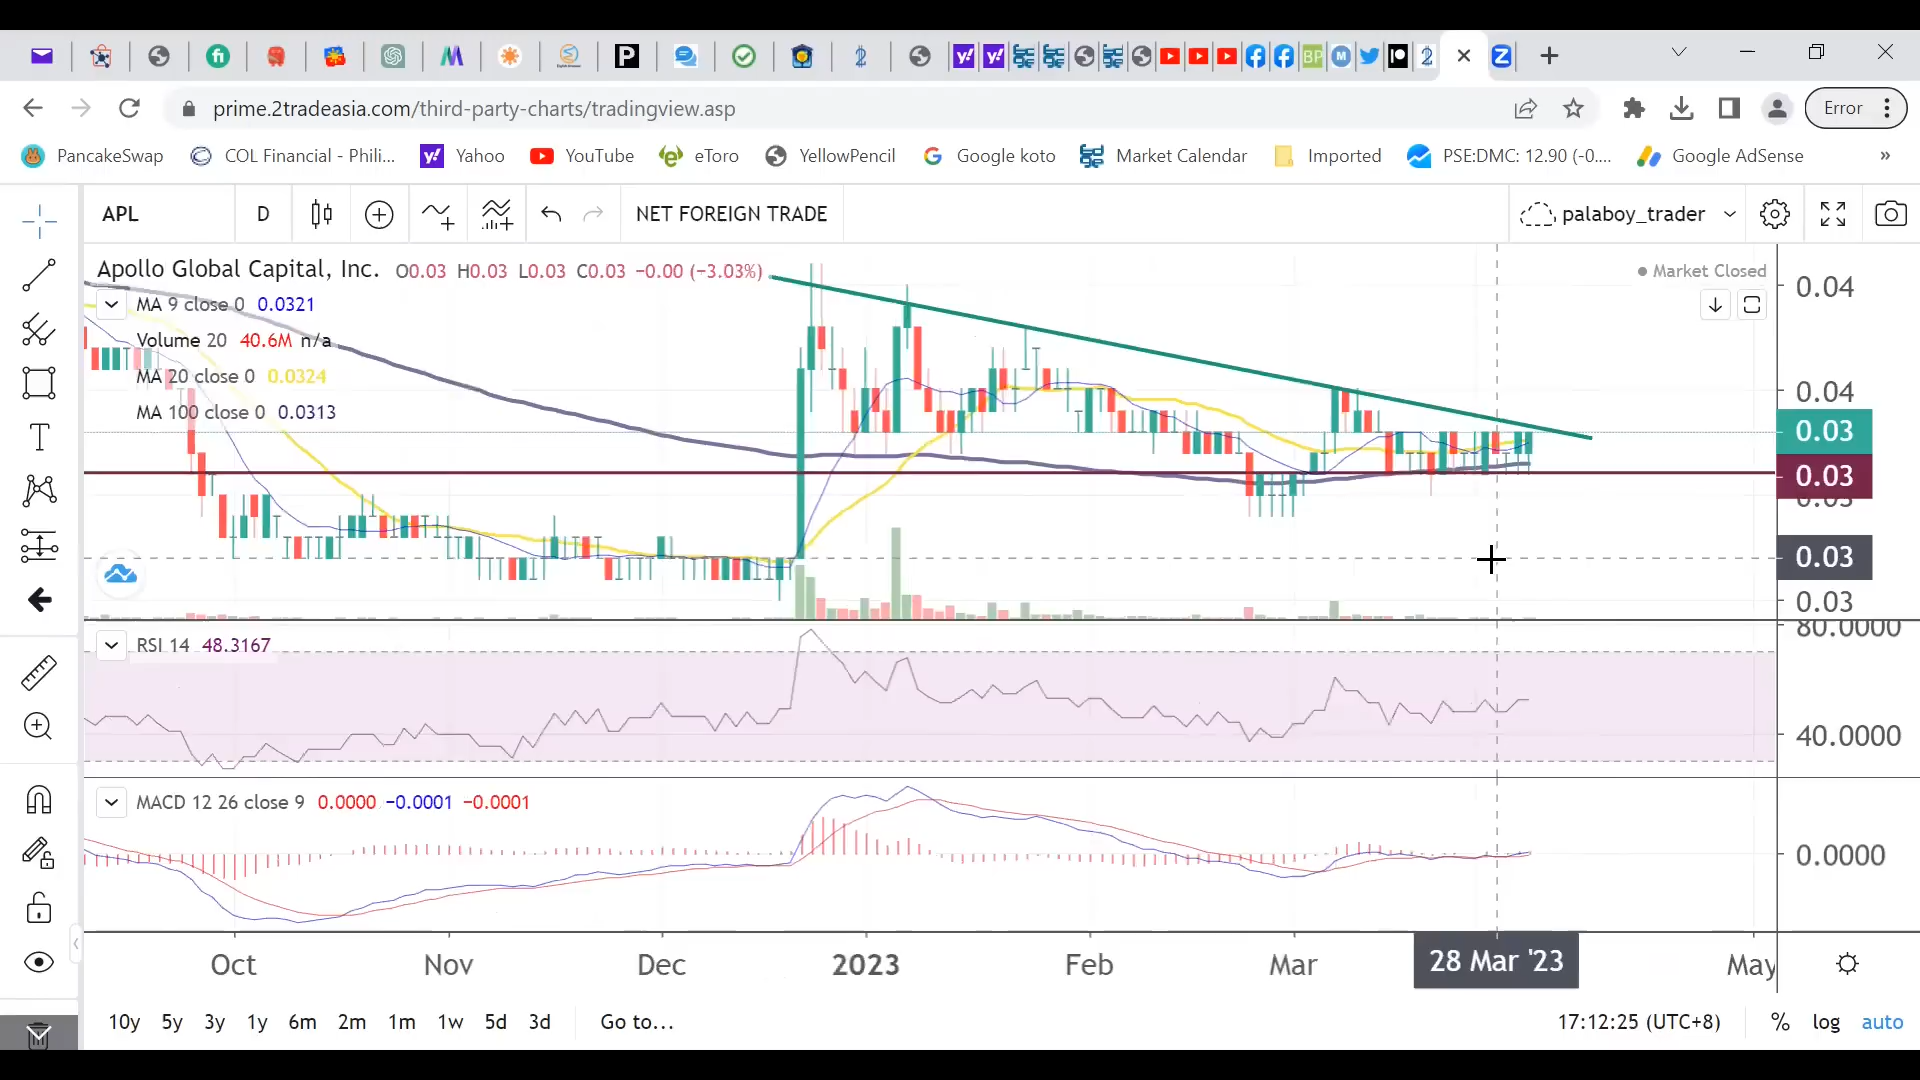 prime.2tradeasia.com/third-party-charts/tradingview.asp
Error
PancakeSwap
COL Financial - Phili...
Yahoo
YouTube
eToro
YellowPencil
Google koto
Market Calendar
Imported
PSE:DMC: 12.90 (-0....
Google AdSense
»
APL
D
NET FOREIGN TRADE
palaboy_trader
Apollo Global Capital, Inc. O0.03 H0.03 L0.03 C0.03 −0.00 (−3.03%)
Market Closed
MA 9 close 0 0.0321
Volume 20 40.6M n/a
MA 20 close 0 0.0324
MA 100 close 0 0.0313
0.04
0.04
0.03
0.03
0.03
0.03
0.03
RSI 14 48.3167
80.0000
40.0000
MACD 12 26 close 9 0.0000 −0.0001 −0.0001
0.0000
Oct
Nov
Dec
2023
Feb
Mar
28 Mar '23
May
10y 5y 3y 1y 6m 2m 1m 1w 5d 3d
Go to...
17:12:25 (UTC+8)
%
log
auto